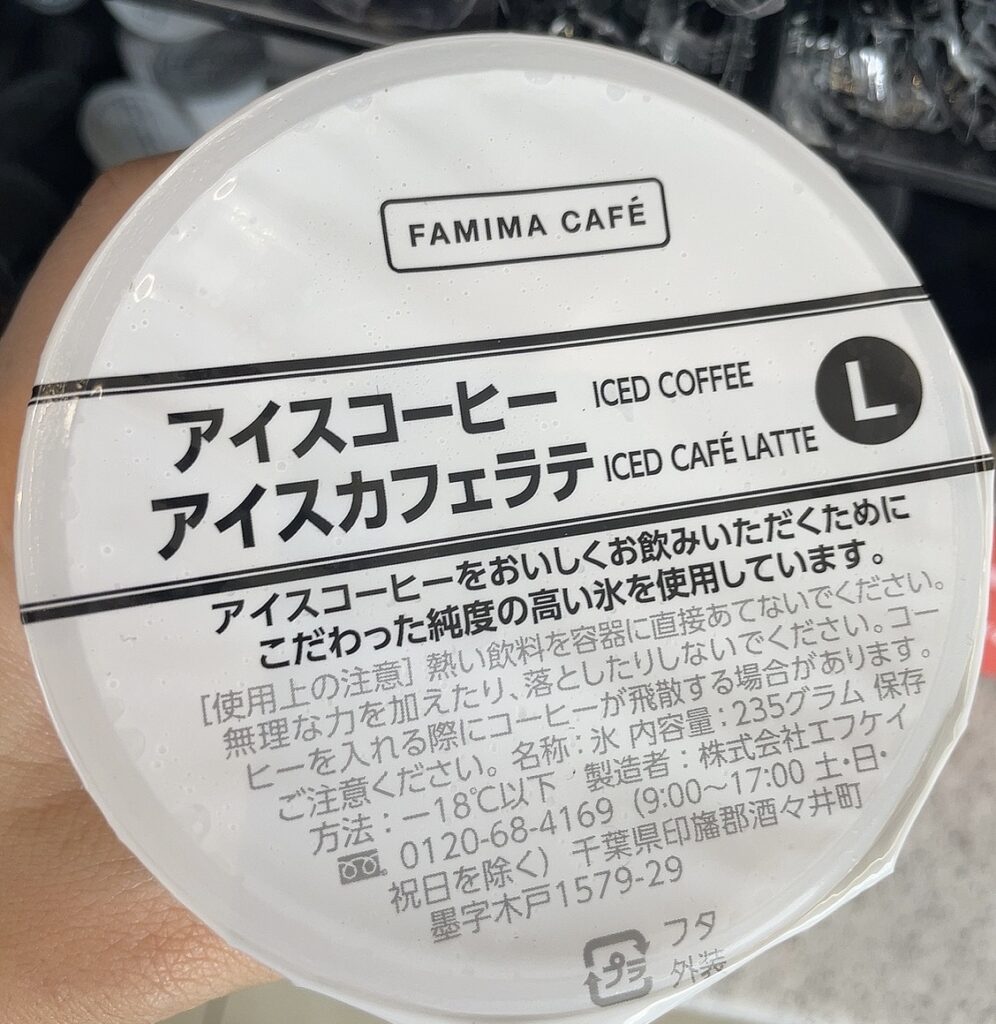 FAMIMA CAFÉ
アイスコーヒー ICED COFFEE
アイスカフェラテ ICED CAFÉ LATTE
L
アイスコーヒーをおいしくお飲みいただくために
こだわった純度の高い氷を使用しています。
[使用上の注意] 熱い飲料を容器に直接あてないでください。
無理な力を加えたり、落としたりしないでください。コー
ヒーを入れる際にコーヒーが飛散する場合があります。
ご注意ください。 名称:氷 内容量:235グラム 保存
方法:−18℃以下 製造者:株式会社エフケイ
0120-68-4169 (9:00～17:00 土・日・
祝日を除く) 千葉県印旛郡酒々井町
墨字木戸1579-29
プラ フタ
外装